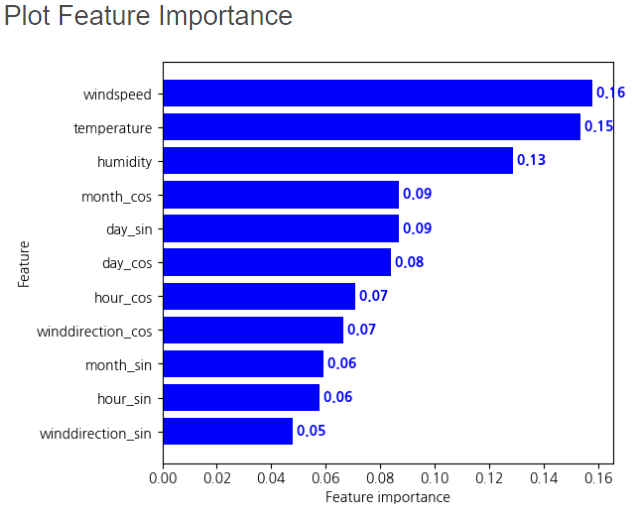 Plot Feature Importance
windspeed 0.16
temperature 0.15
humidity 0.13
month_cos 0.09
day_sin 0.09
day_cos 0.08
hour_cos 0.07
winddirection_cos 0.07
month_sin 0.06
hour_sin 0.06
winddirection_sin 0.05
Feature
0.00 0.02 0.04 0.06 0.08 0.10 0.12 0.14 0.16
Feature importance